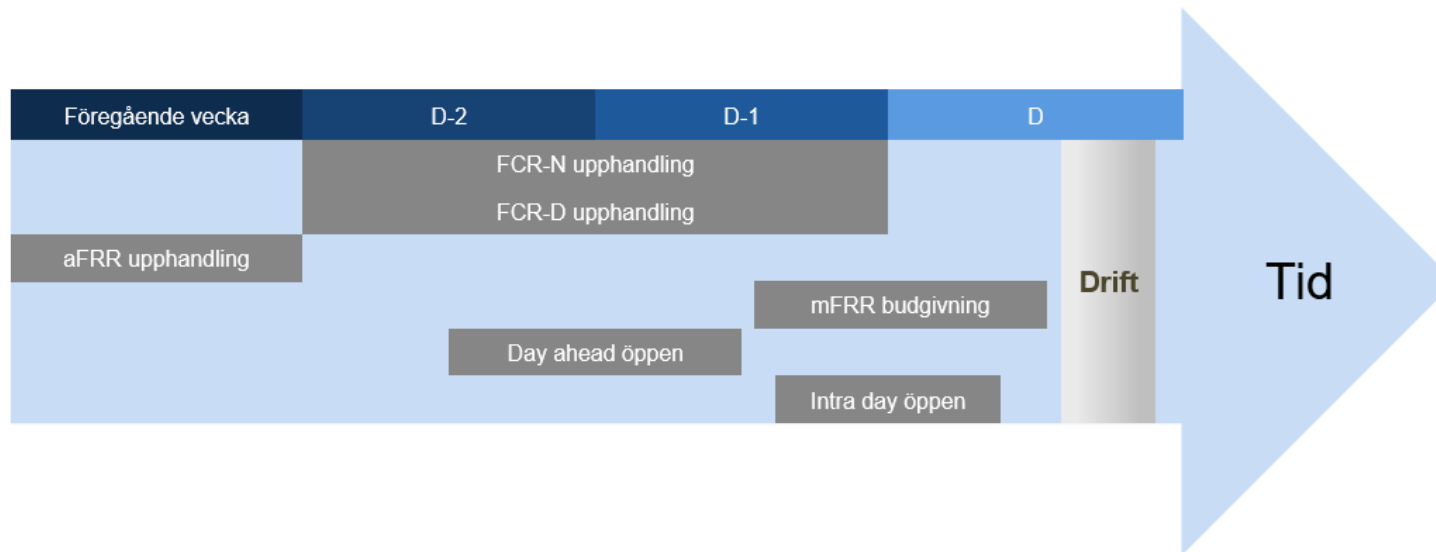 Föregående vecka
D-2
D-1
D
FCR-N upphandling
FCR-D upphandling
aFRR upphandling
Drift
Tid
mFRR budgivning
Day ahead öppen
Intra day öppen